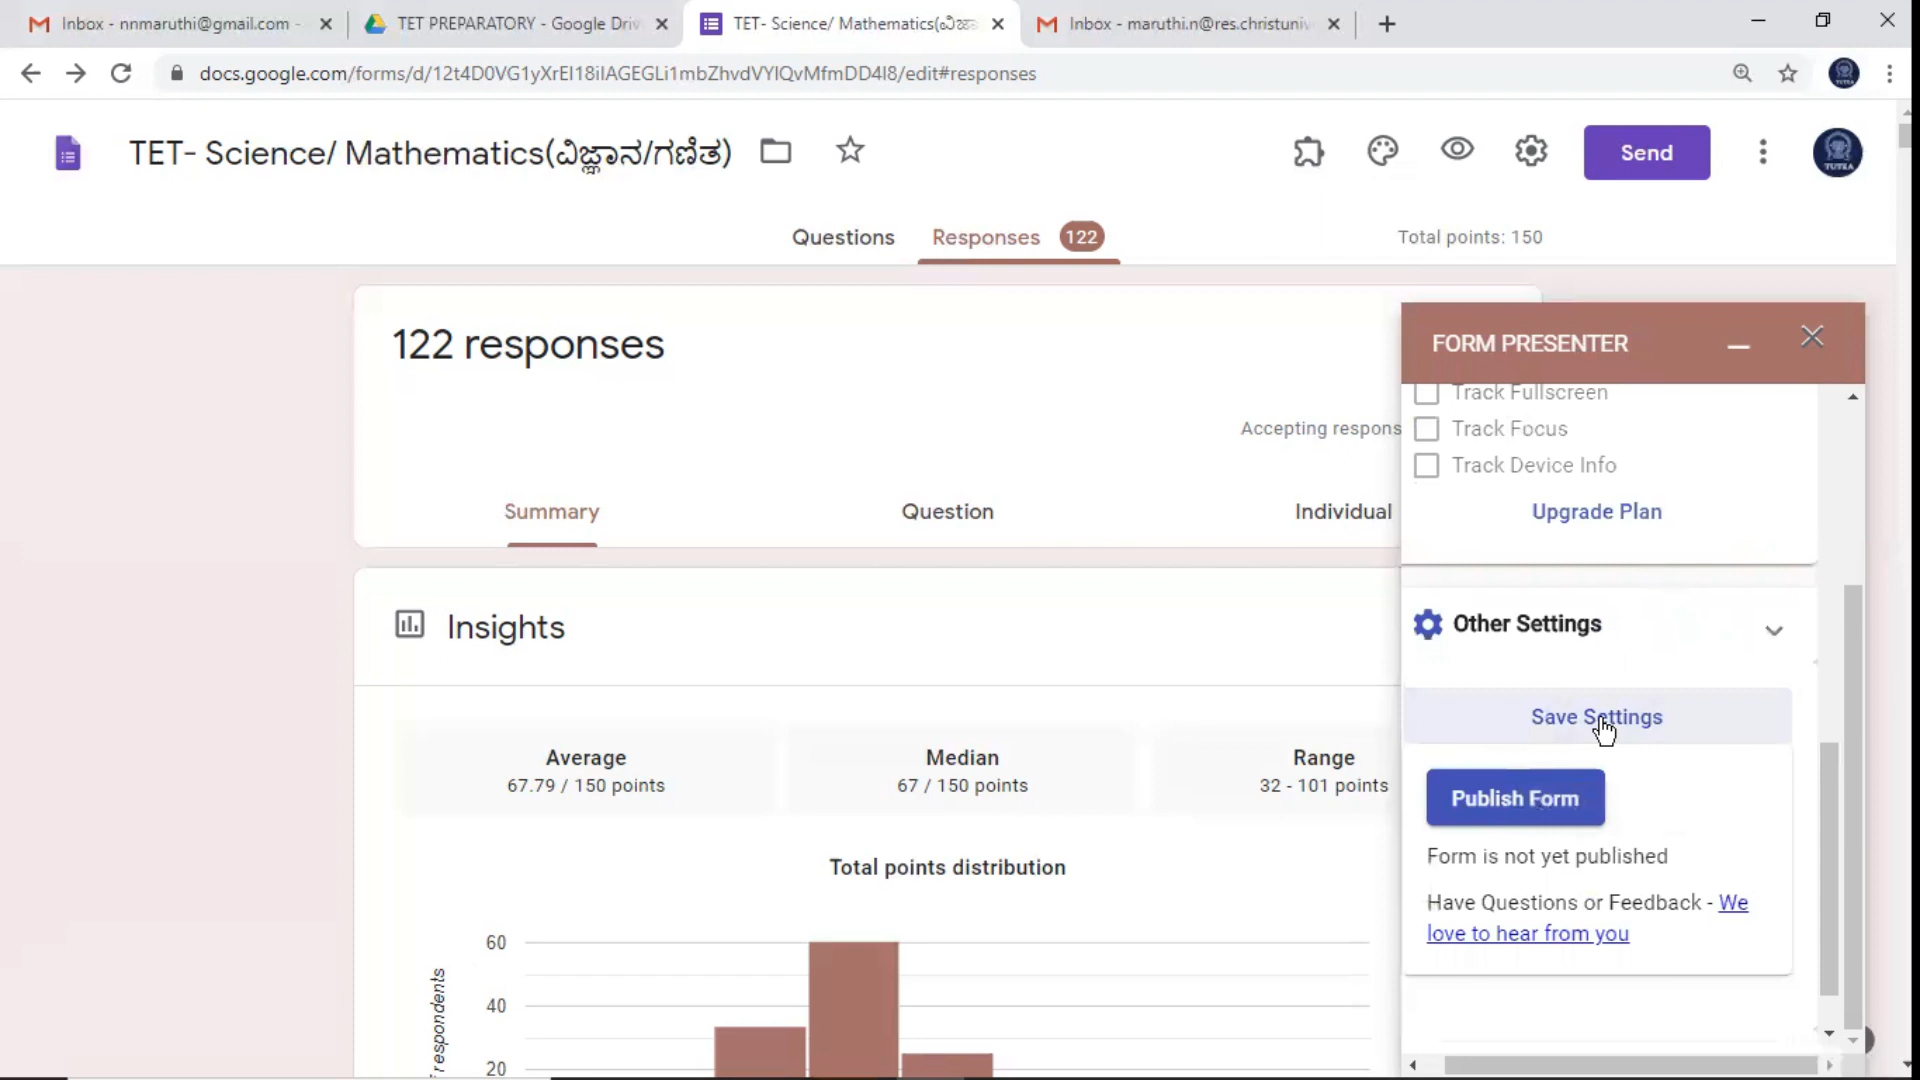 Inbox - nnmaruthi@gmail.com -
TET PREPARATORY - Google Driv
TET- Science/ Mathematics(ವಿಜ್ಞಾನ
Inbox - maruthi.n@res.christuniv
docs.google.com/forms/d/12t4D0VG1yXrEI18iIAGEGLi1mbZhvdVYIQvMfmDD4I8/edit#responses
TET- Science/ Mathematics(ವಿಜ್ಞಾನ/ಗಣಿತ)
Send
TUTRA
Questions
Responses 122
Total points: 150
122 responses
Accepting respons
Summary
Question
Individual
Insights
Average
67.79 / 150 points
Median
67 / 150 points
Range
32 - 101 points
Total points distribution
60
40
20
respondents
FORM PRESENTER
Track Fullscreen
Track Focus
Track Device Info
Upgrade Plan
Other Settings
Save Settings
Publish Form
Form is not yet published
Have Questions or Feedback - We
love to hear from you